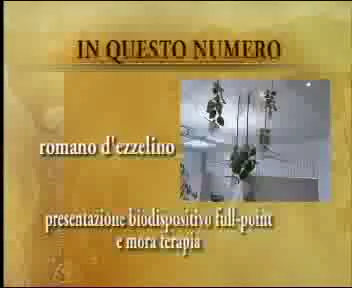 IN QUESTO NUMERO
romano d'ezzelino
presentazione biodispositivo full-point
e mora terapia